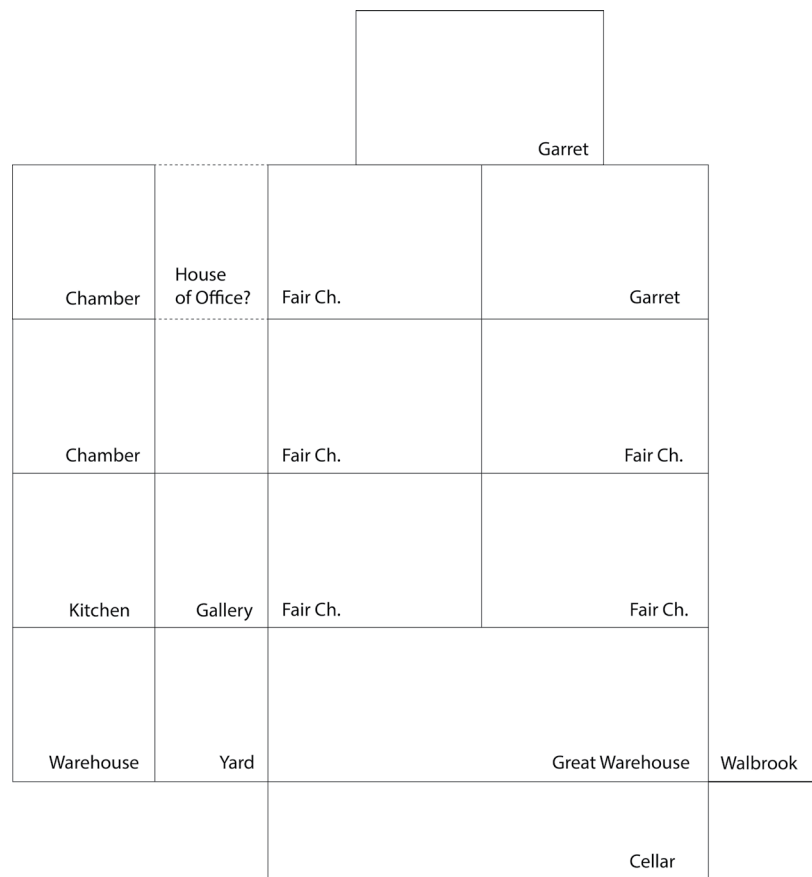 Garret
House
of Office?
Chamber
Fair Ch.
Garret
Chamber
Fair Ch.
Fair Ch.
Kitchen
Gallery
Fair Ch.
Fair Ch.
Warehouse
Yard
Great Warehouse
Walbrook
Cellar